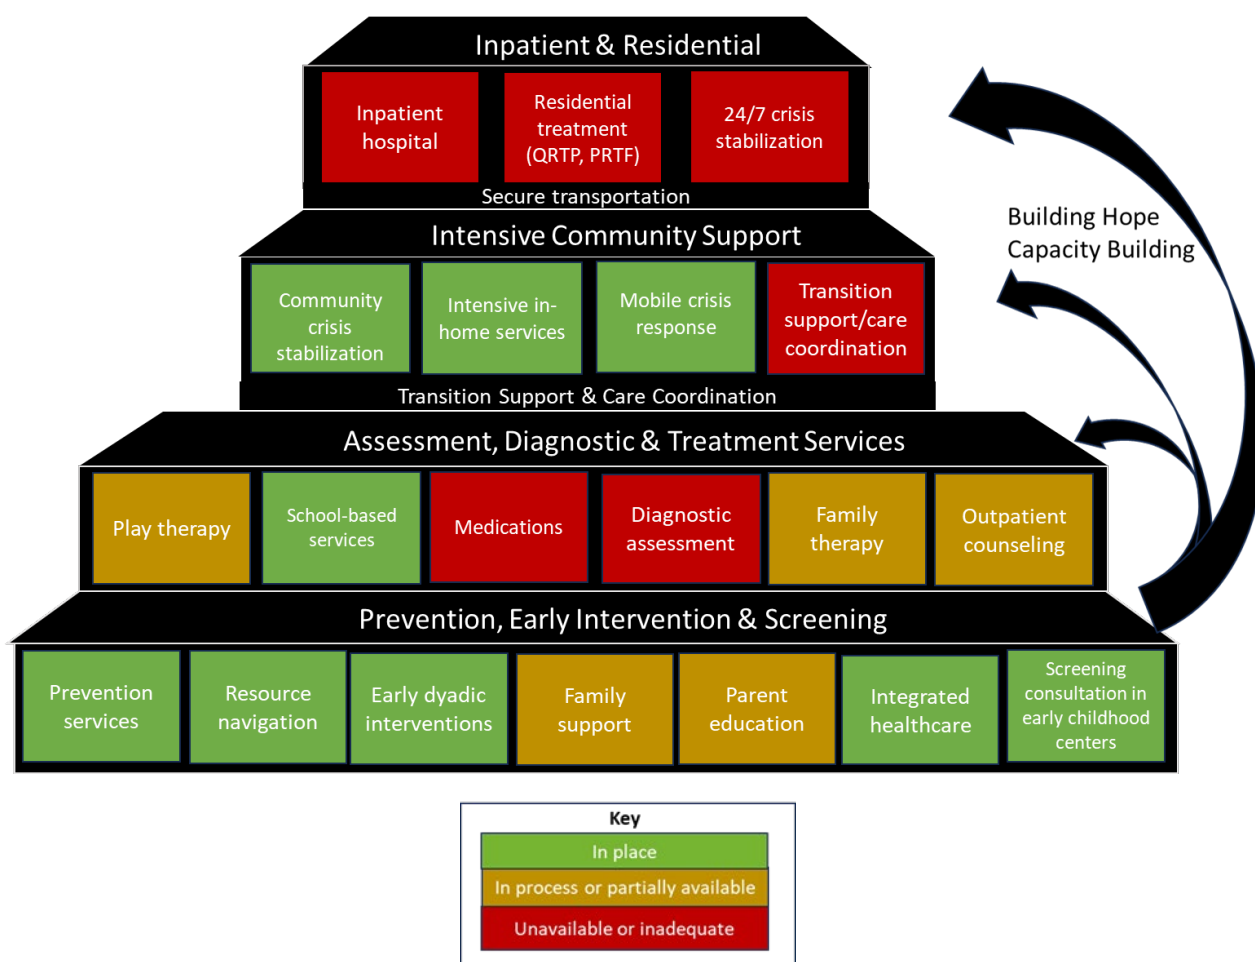 Inpatient & Residential
Inpatient
hospital
Residential
treatment
(QRTP, PRTF)
24/7 crisis
stabilization
Secure transportation
Building Hope
Capacity Building
Intensive Community Support
Community
crisis
stabilization
Intensive in-
home services
Mobile crisis
response
Transition
support/care
coordination
Transition Support & Care Coordination
Assessment, Diagnostic & Treatment Services
Play therapy
School-based
services
Medications
Diagnostic
assessment
Family
therapy
Outpatient
counseling
Prevention, Early Intervention & Screening
Prevention
services
Resource
navigation
Early dyadic
interventions
Family
support
Parent
education
Integrated
healthcare
Screening
consultation in
early childhood
centers
Key
In place
In process or partially available
Unavailable or inadequate